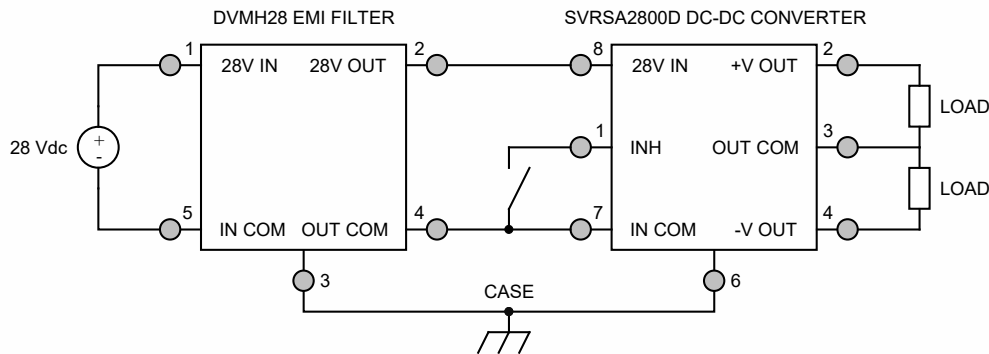 DVMH28 EMI FILTER
SVRSA2800D DC-DC CONVERTER
1
28V IN
28V OUT
2
8
28V IN
+V OUT
2
LOAD
28 Vdc
+
-
1
INH
OUT COM
3
LOAD
5
IN COM
OUT COM
4
7
IN COM
-V OUT
4
3
CASE
6